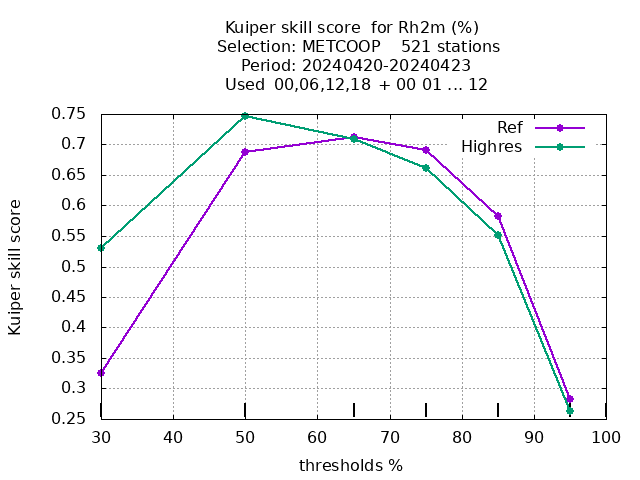 Kuiper skill score  for Rh2m (%)
Selection: METCOOP    521 stations
Period: 20240420-20240423
Used  00,06,12,18 + 00 01 ... 12
Ref
Highres
Kuiper skill score
0.75
0.7
0.65
0.6
0.55
0.5
0.45
0.4
0.35
0.3
0.25
30 40 50 60 70 80 90 100
thresholds %